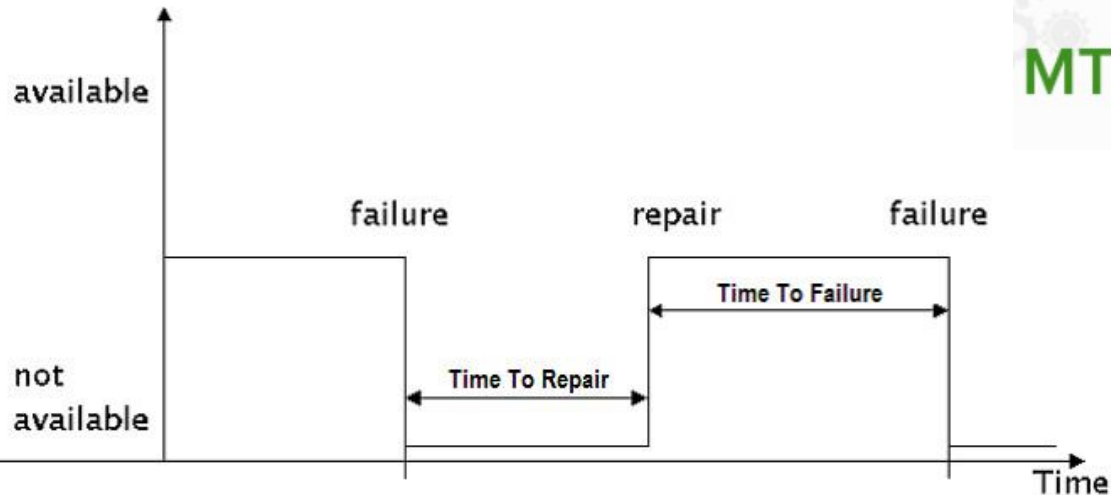 MT
available
failure repair failure
Time To Failure
Time To Repair
not
available
Time